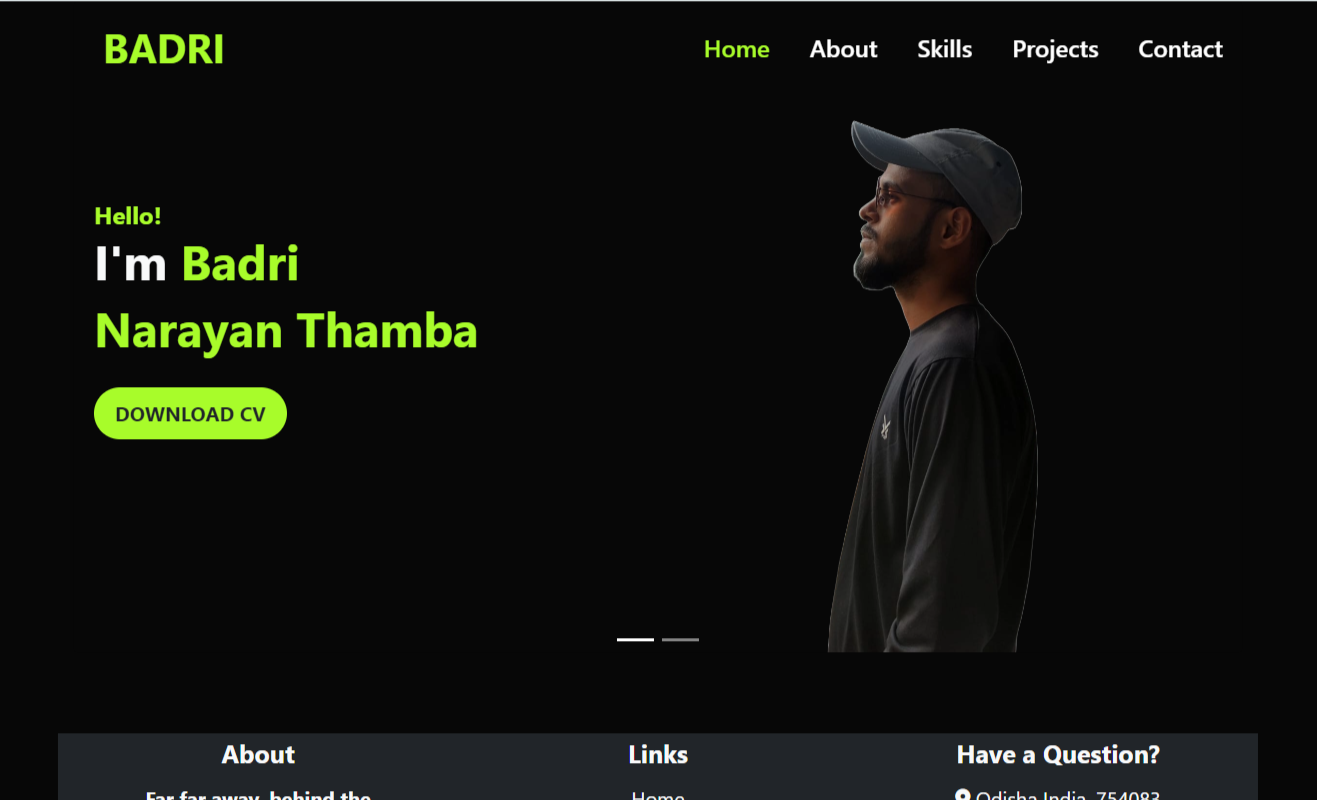 BADRI
Home About Skills Projects Contact
Hello!
I'm Badri
Narayan Thamba
DOWNLOAD CV
About Links Have a Question?
Far far away, behind the Home Odisha India, 754083